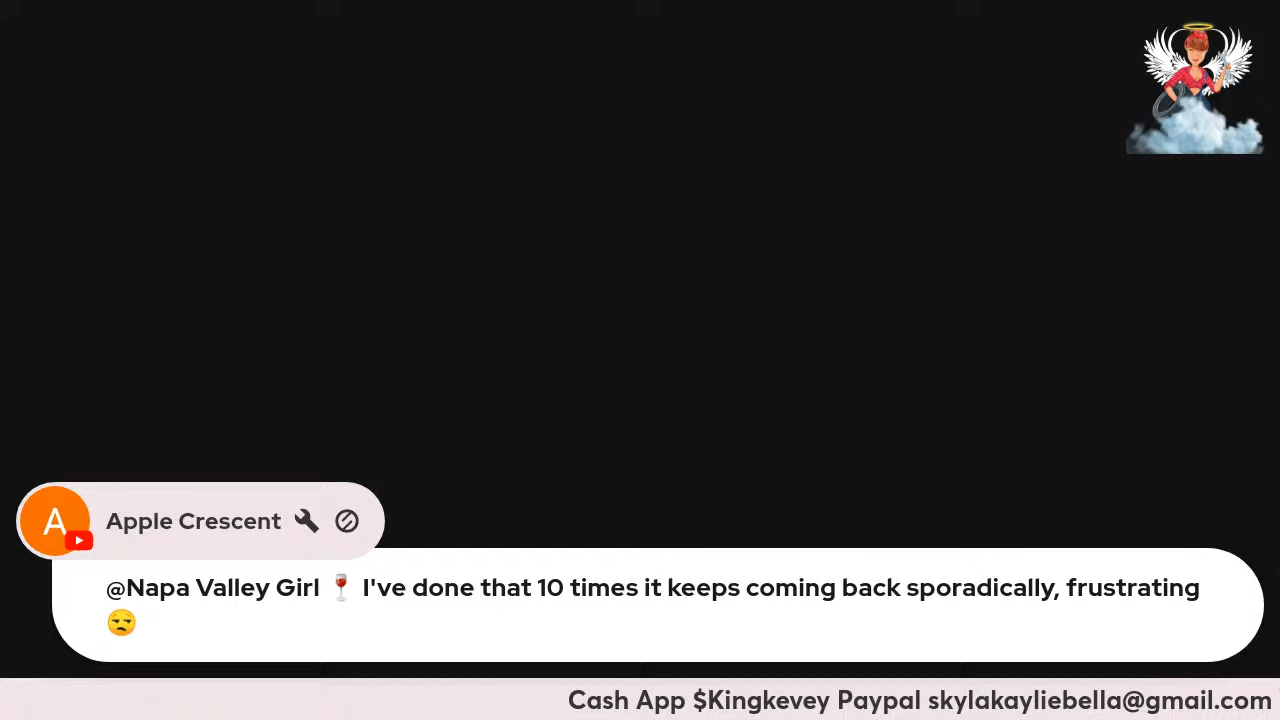 A
Apple Crescent
@Napa Valley Girl 🍷 I've done that 10 times it keeps coming back sporadically, frustrating
😒
Cash App $Kingkevey Paypal skylakayliebella@gmail.com